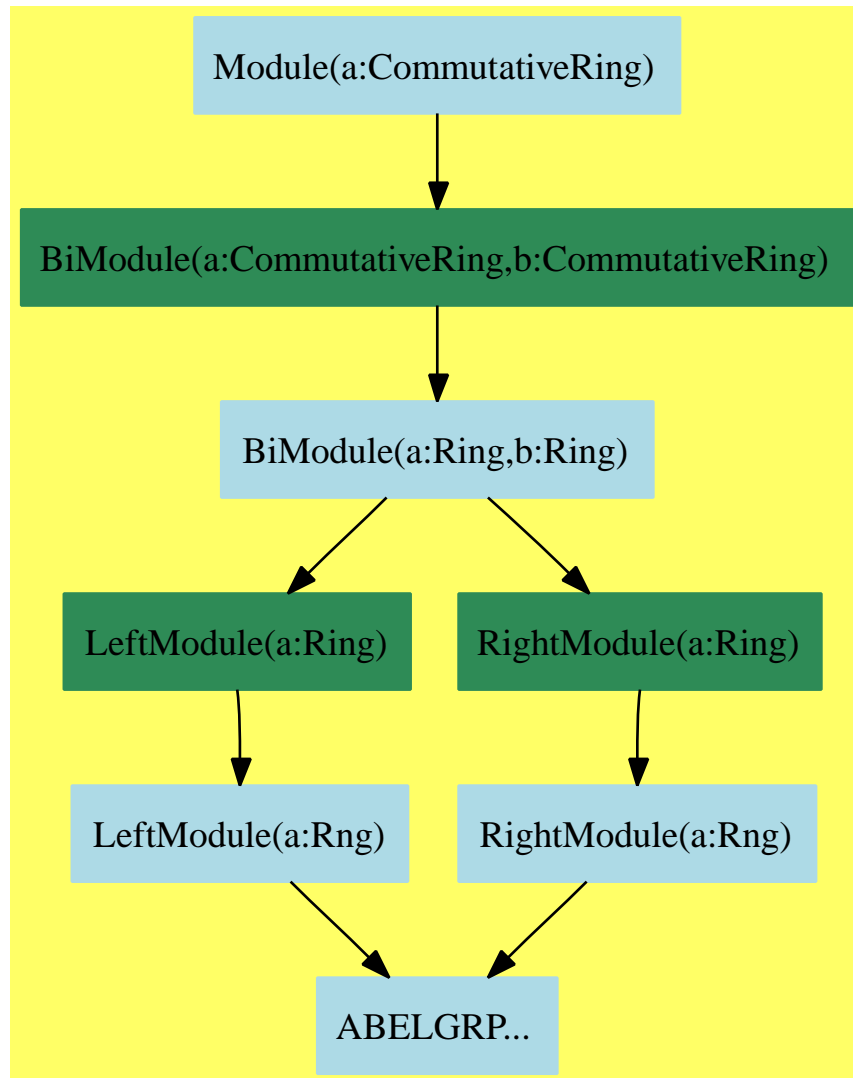 Module(a:CommutativeRing)
BiModule(a:CommutativeRing,b:CommutativeRing)
BiModule(a:Ring,b:Ring)
LeftModule(a:Ring)
RightModule(a:Ring)
LeftModule(a:Rng)
RightModule(a:Rng)
ABELGRP...